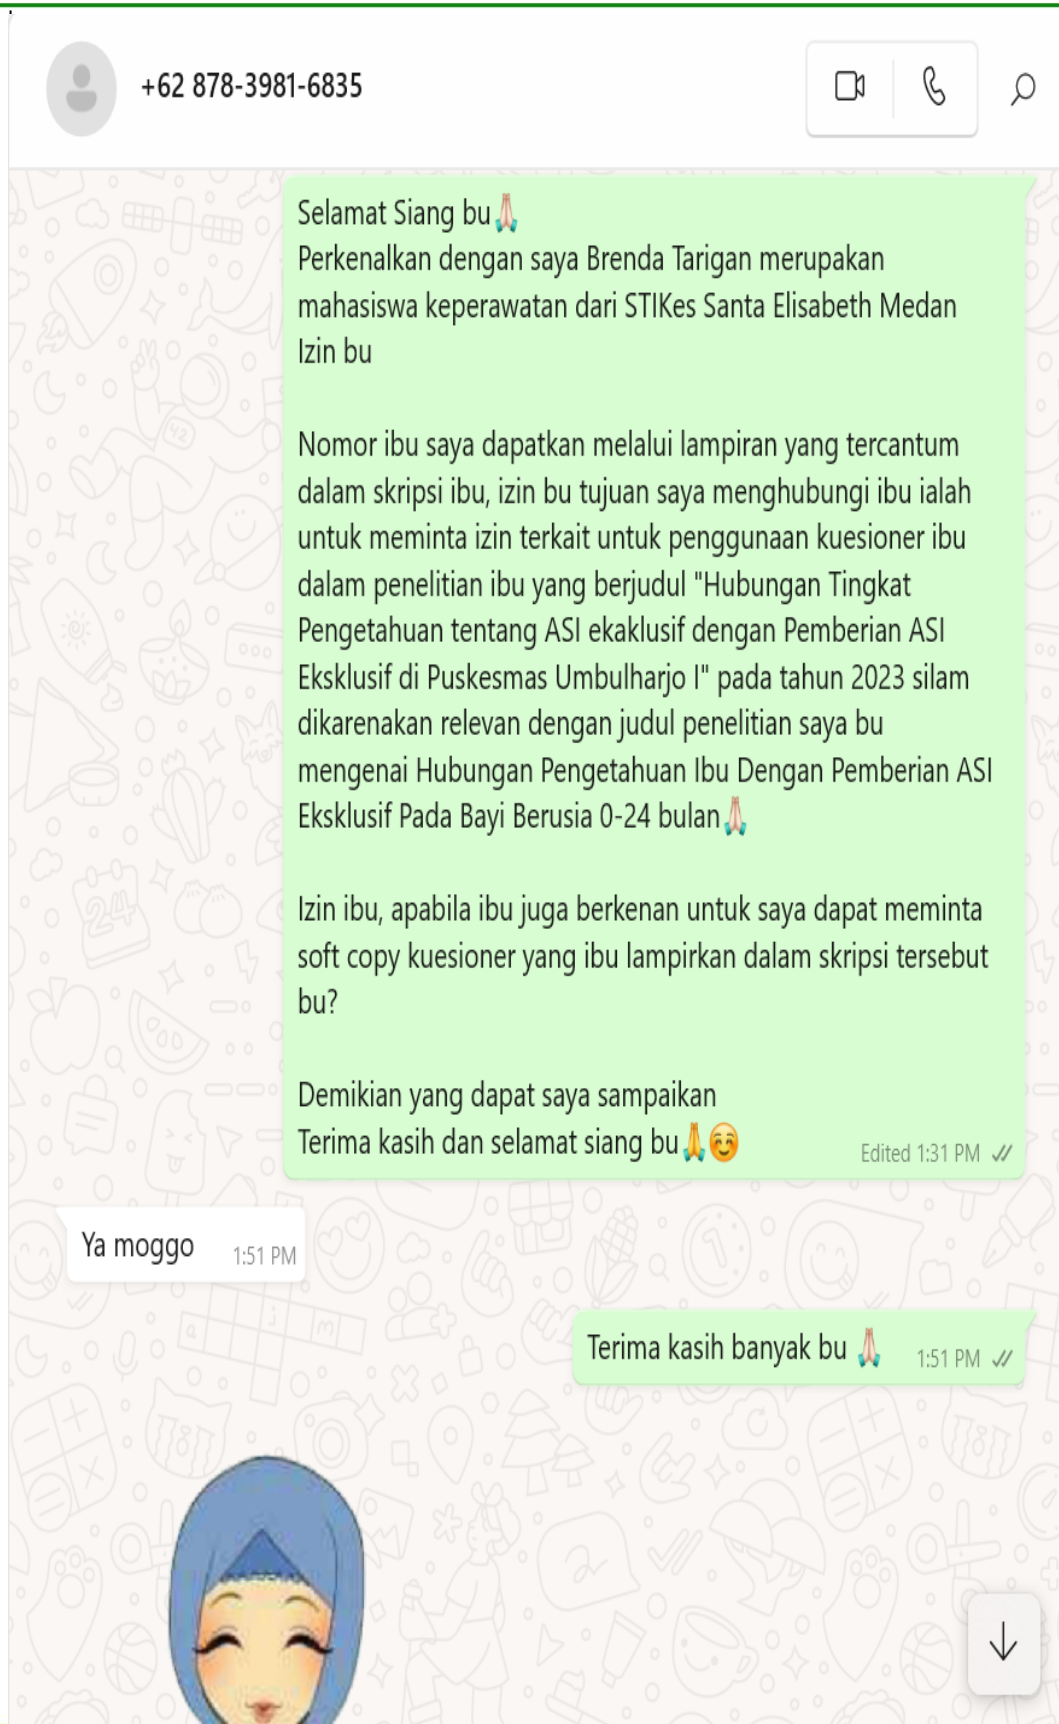 +62 878-3981-6835
Selamat Siang bu🙏🏻
Perkenalkan dengan saya Brenda Tarigan merupakan
mahasiswa keperawatan dari STIKes Santa Elisabeth Medan
Izin bu
Nomor ibu saya dapatkan melalui lampiran yang tercantum
dalam skripsi ibu, izin bu tujuan saya menghubungi ibu ialah
untuk meminta izin terkait untuk penggunaan kuesioner ibu
dalam penelitian ibu yang berjudul "Hubungan Tingkat
Pengetahuan tentang ASI ekaklusif dengan Pemberian ASI
Eksklusif di Puskesmas Umbulharjo I" pada tahun 2023 silam
dikarenakan relevan dengan judul penelitian saya bu
mengenai Hubungan Pengetahuan Ibu Dengan Pemberian ASI
Eksklusif Pada Bayi Berusia 0-24 bulan🙏🏻
Izin ibu, apabila ibu juga berkenan untuk saya dapat meminta
soft copy kuesioner yang ibu lampirkan dalam skripsi tersebut
bu?
Demikian yang dapat saya sampaikan
Terima kasih dan selamat siang bu🙏☺️
Edited 1:31 PM
Ya moggo
1:51 PM
Terima kasih banyak bu 🙏🏻
1:51 PM